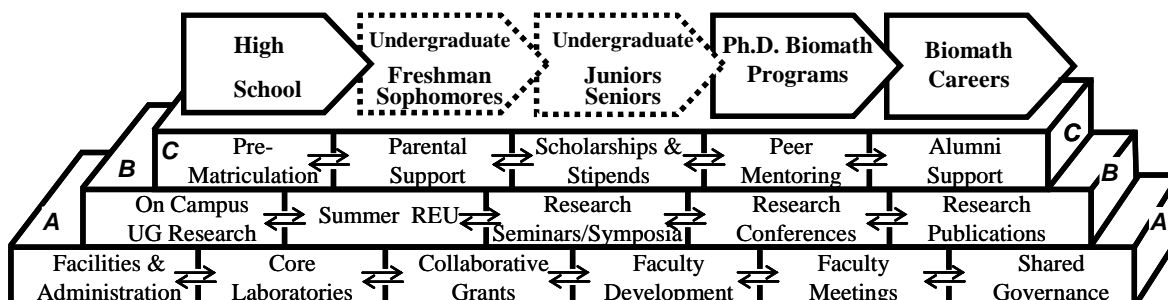 High
School
Undergraduate
Freshman
Sophomores
Undergraduate
Juniors
Seniors
Ph.D. Biomath
Programs
Biomath
Careers
C
Pre-
Matriculation
Parental
Support
Scholarships &
Stipends
Peer
Mentoring
Alumni
Support
C
B
On Campus
UG Research
Summer REU
Research
Seminars/Symposia
Research
Conferences
Research
Publications
B
A
Facilities &
Administration
Core
Laboratories
Collaborative
Grants
Faculty
Development
Faculty
Meetings
Shared
Governance
A